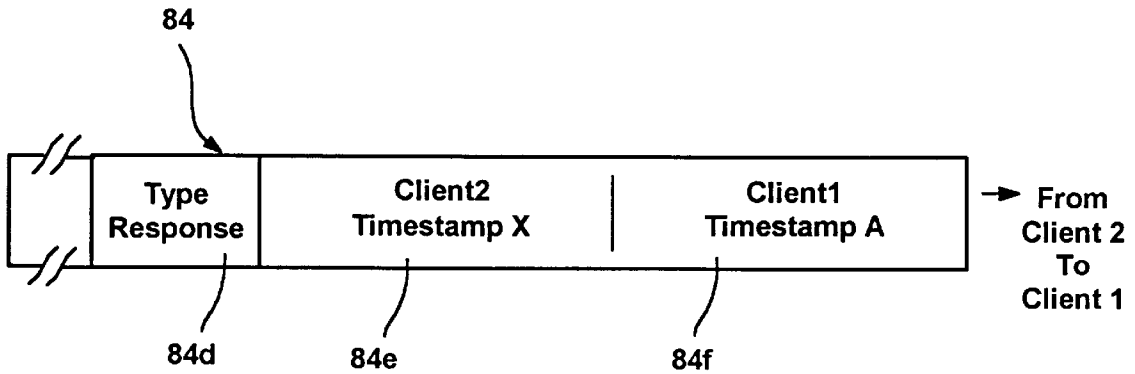 84
Type
Response
Client2
Timestamp X
Client1
Timestamp A
From
Client 2
To
Client 1
84d
84e
84f